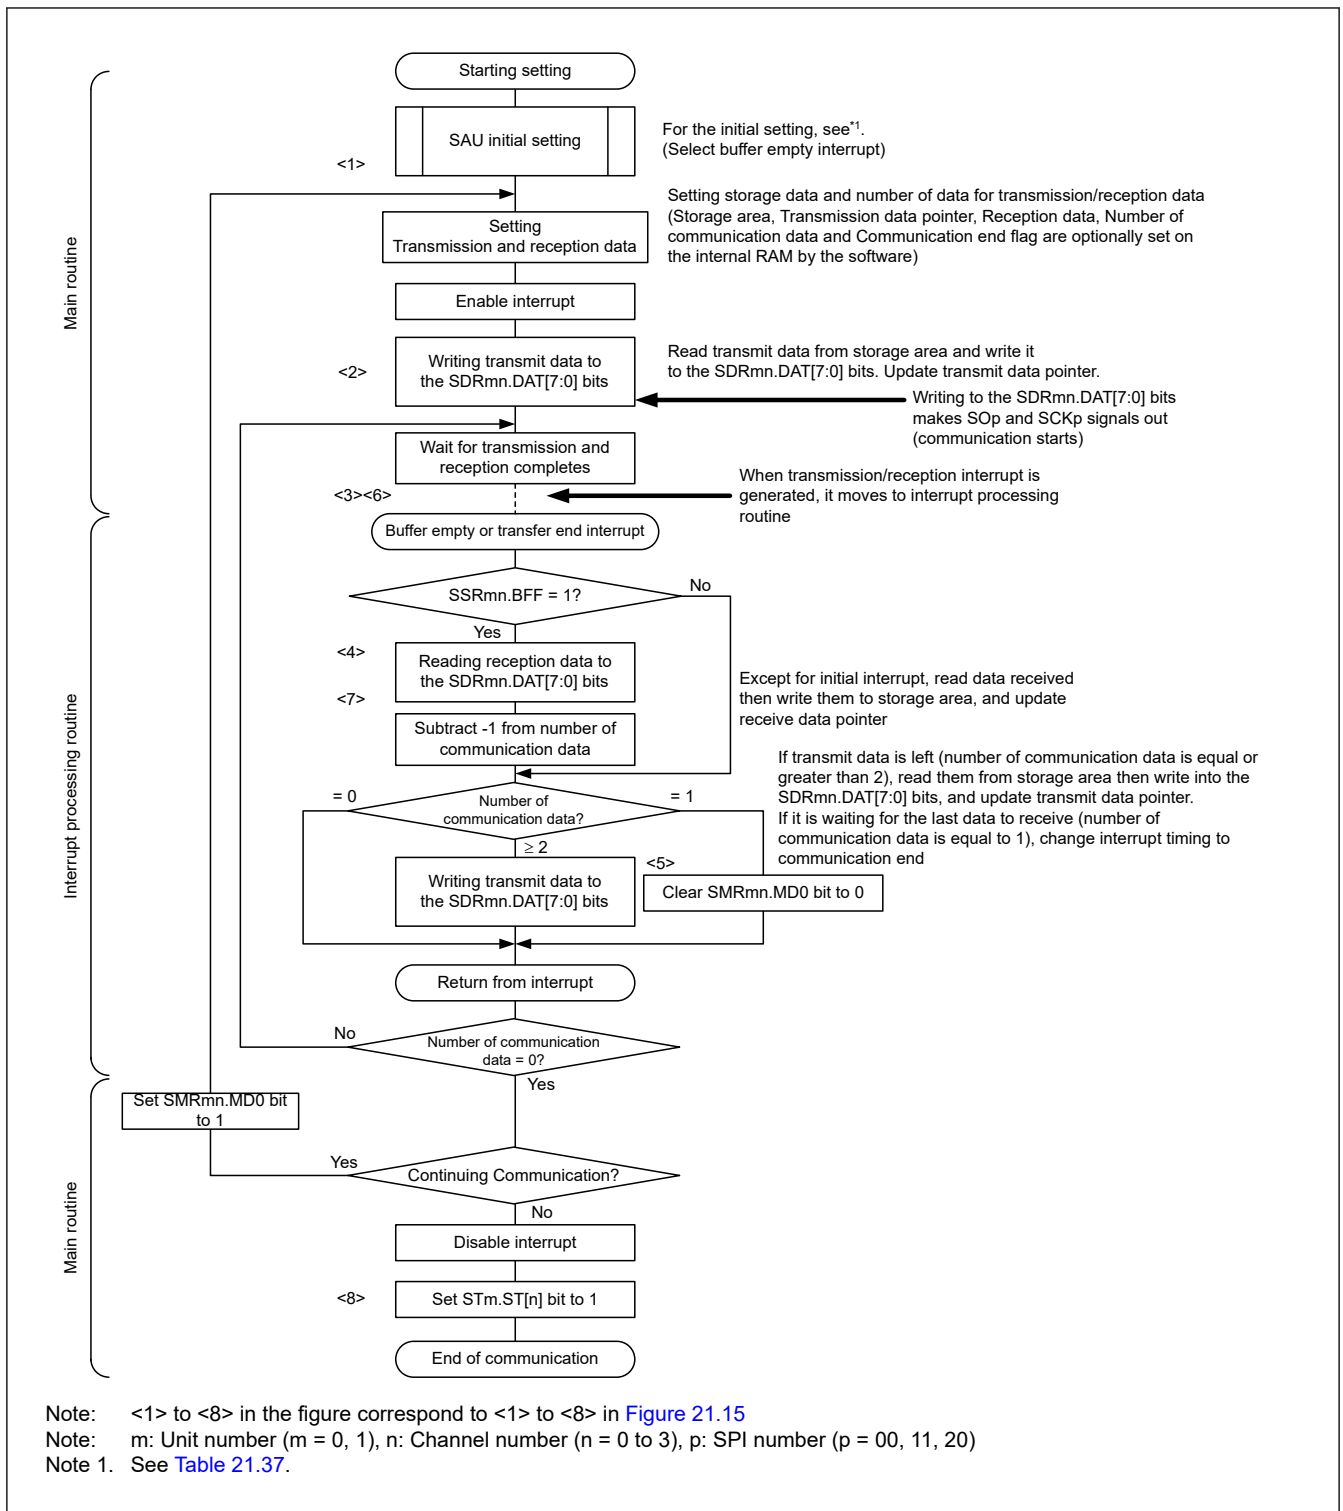 Starting setting
SAU initial setting
For the initial setting, see*1.
(Select buffer empty interrupt)
<1>
Setting storage data and number of data for transmission/reception data
(Storage area, Transmission data pointer, Reception data, Number of
communication data and Communication end flag are optionally set on
the internal RAM by the software)
Setting
Transmission and reception data
Main routine
Enable interrupt
Writing transmit data to
the SDRmn.DAT[7:0] bits
<2>
Read transmit data from storage area and write it
to the SDRmn.DAT[7:0] bits. Update transmit data pointer.
Writing to the SDRmn.DAT[7:0] bits
makes SOp and SCKp signals out
(communication starts)
Wait for transmission and
reception completes
<3><6>
When transmission/reception interrupt is
generated, it moves to interrupt processing
routine
Buffer empty or transfer end interrupt
SSRmn.BFF = 1?
No
Yes
<4>
Reading reception data to
the SDRmn.DAT[7:0] bits
<7>
Except for initial interrupt, read data received
then write them to storage area, and update
receive data pointer
Subtract -1 from number of
communication data
Interrupt processing routine
If transmit data is left (number of communication data is equal or
greater than 2), read them from storage area then write into the
SDRmn.DAT[7:0] bits, and update transmit data pointer.
If it is waiting for the last data to receive (number of
communication data is equal to 1), change interrupt timing to
communication end
= 0
Number of
communication data?
= 1
≥ 2
<5>
Writing transmit data to
the SDRmn.DAT[7:0] bits
Clear SMRmn.MD0 bit to 0
Return from interrupt
No
Number of communication
data = 0?
Yes
Set SMRmn.MD0 bit
to 1
Yes
Continuing Communication?
No
Main routine
Disable interrupt
<8>
Set STm.ST[n] bit to 1
End of communication
Note: <1> to <8> in the figure correspond to <1> to <8> in Figure 21.15
Note: m: Unit number (m = 0, 1), n: Channel number (n = 0 to 3), p: SPI number (p = 00, 11, 20)
Note 1. See Table 21.37.